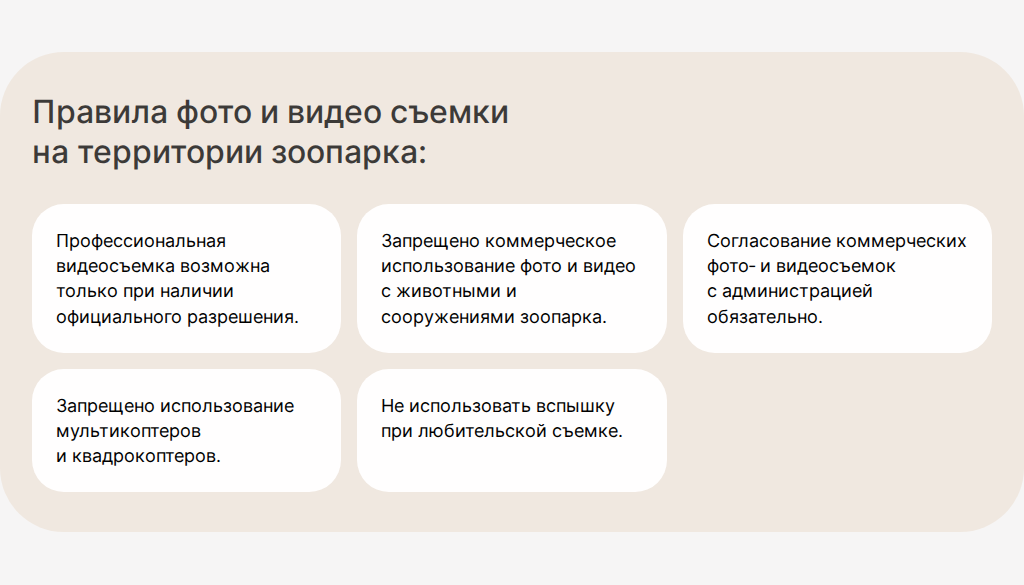 Правила фото и видео съемки
на территории зоопарка:
Профессиональная
видеосъемка возможна
только при наличии
официального разрешения.
Запрещено коммерческое
использование фото и видео
с животными и
сооружениями зоопарка.
Согласование коммерческих
фото- и видеосъемок
с администрацией
обязательно.
Запрещено использование
мультикоптеров
и квадрокоптеров.
Не использовать вспышку
при любительской съемке.